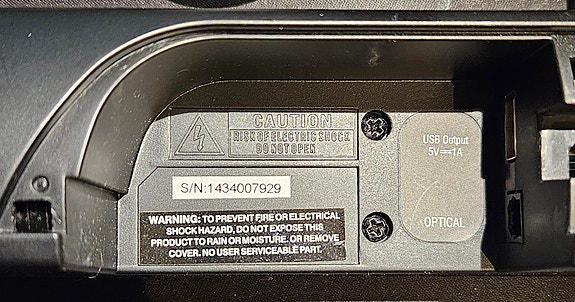 CAUTION
RISK OF ELECTRIC SHOCK
DO NOT OPEN
S/N:1434007929
WARNING: TO PREVENT FIRE OR ELECTRICAL
SHOCK HAZARD, DO NOT EXPOSE THIS
PRODUCT TO RAIN OR MOISTURE. OR REMOVE
COVER. NO USER SERVICEABLE PART.
USB Output
5V⎓1A
OPTICAL